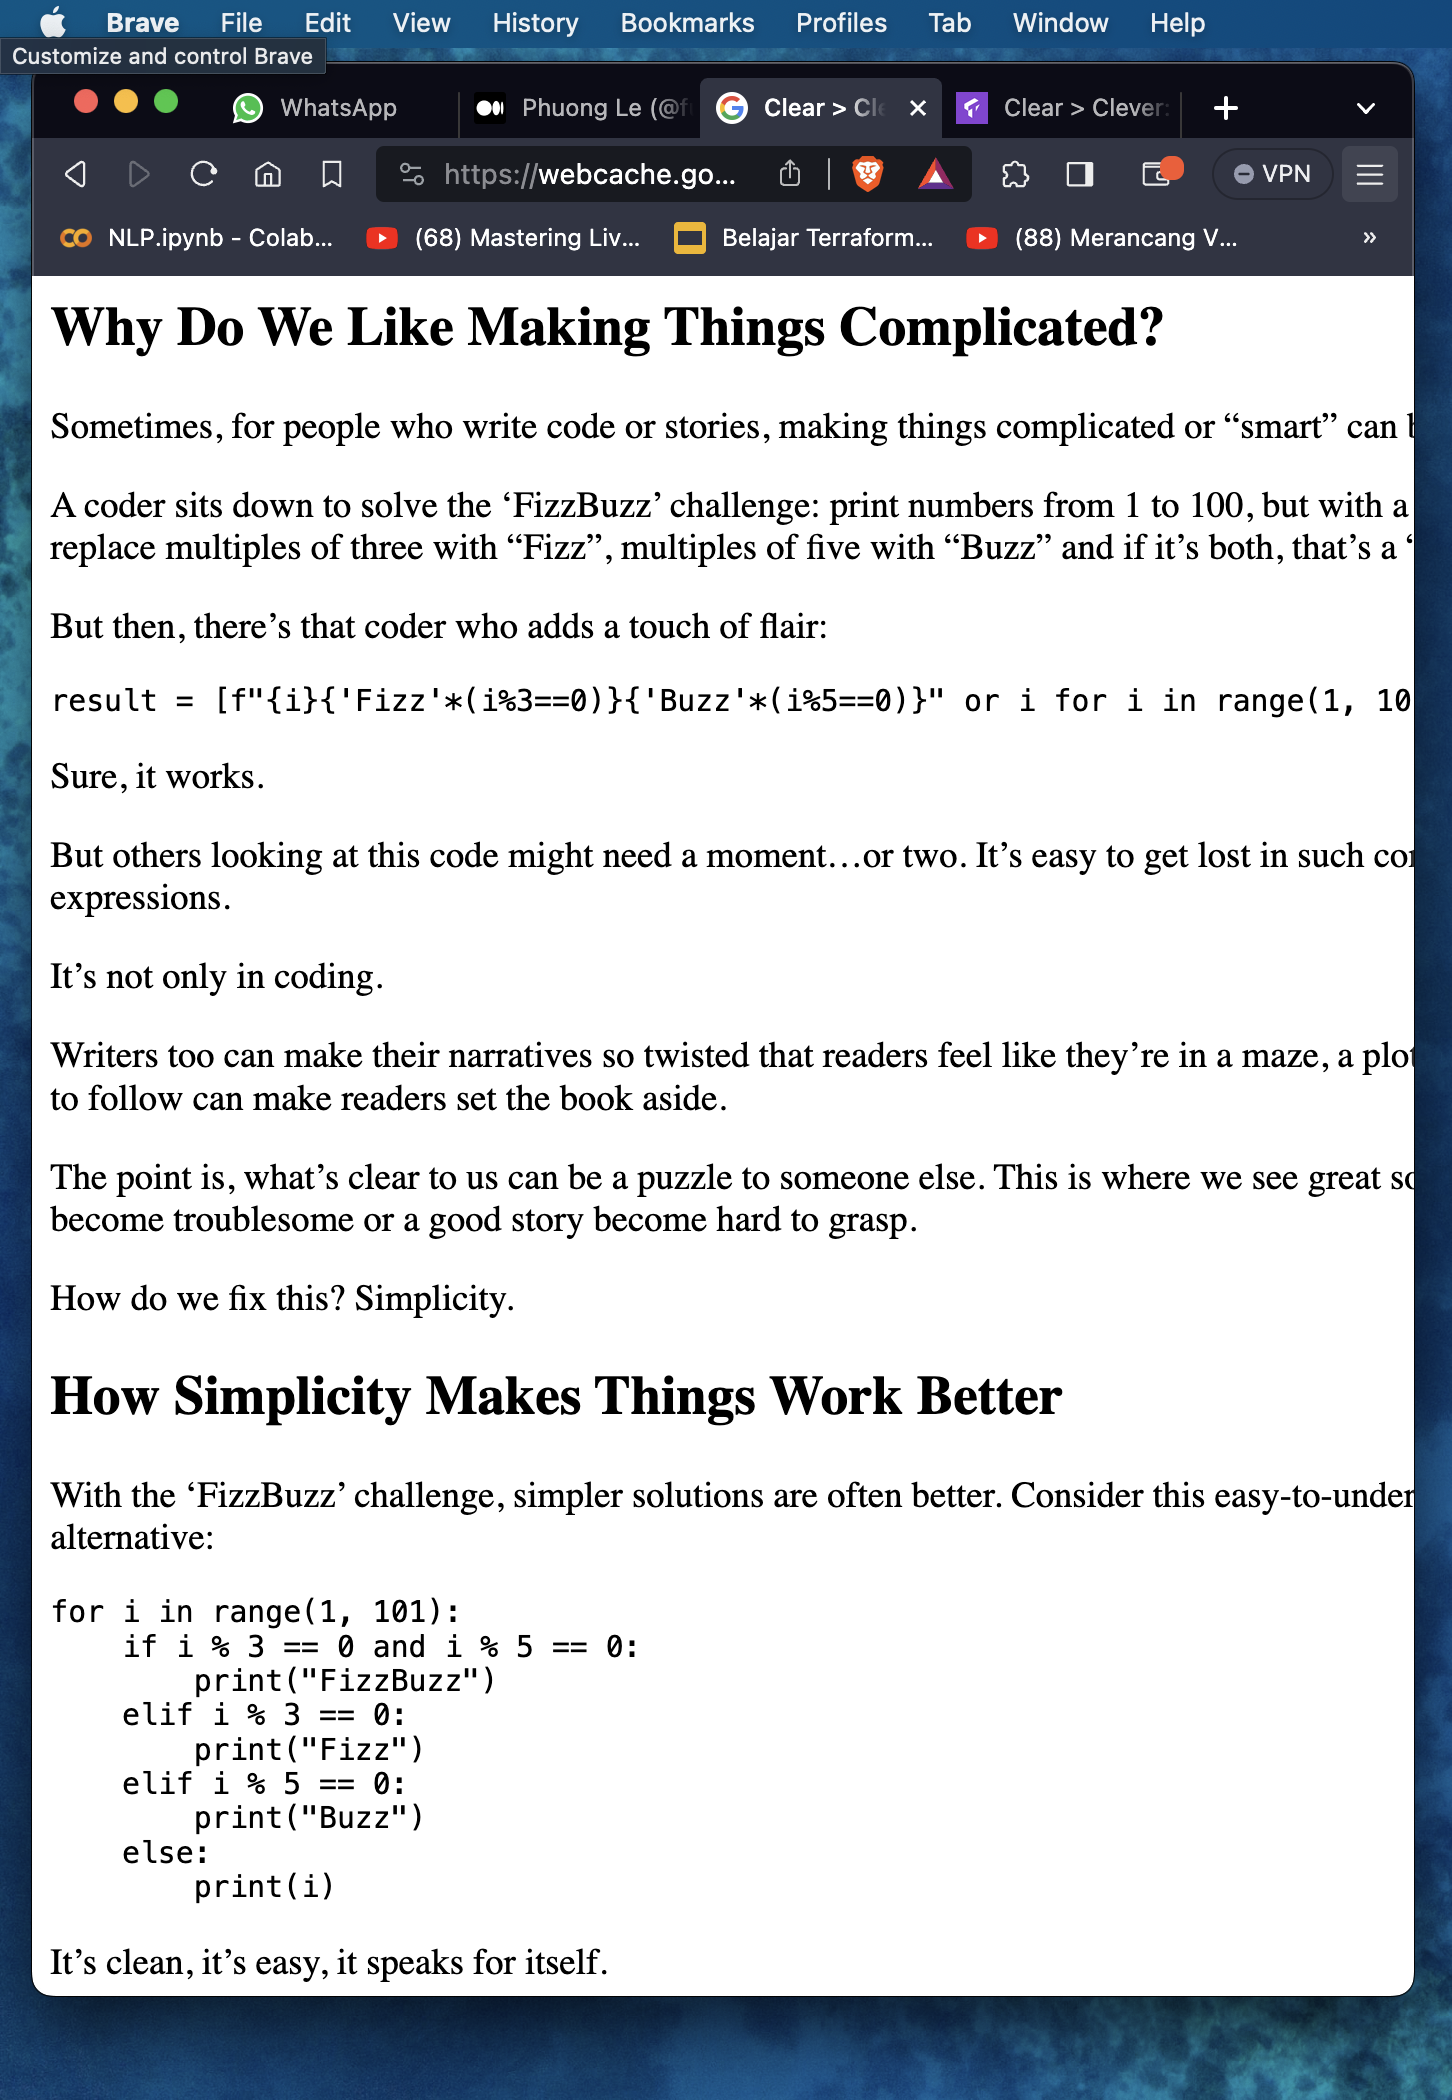 Brave File Edit View History Bookmarks Profiles Tab Window Help
Customize and control Brave
WhatsApp Phuong Le (@f Clear > Cle Clear > Clever:
https://webcache.go... VPN
NLP.ipynb - Colab... (68) Mastering Liv... Belajar Terraform... (88) Merancang V... »
Why Do We Like Making Things Complicated?
Sometimes, for people who write code or stories, making things complicated or “smart” can
A coder sits down to solve the ‘FizzBuzz’ challenge: print numbers from 1 to 100, but with a
replace multiples of three with “Fizz”, multiples of five with “Buzz” and if it’s both, that’s a “
But then, there’s that coder who adds a touch of flair:
result = [f"{i}{'Fizz'*(i%3==0)}{'Buzz'*(i%5==0)}" or i for i in range(1, 10
Sure, it works.
But others looking at this code might need a moment…or two. It’s easy to get lost in such
expressions.
It’s not only in coding.
Writers too can make their narratives so twisted that readers feel like they’re in a maze, a plot
to follow can make readers set the book aside.
The point is, what’s clear to us can be a puzzle to someone else. This is where we see great
become troublesome or a good story become hard to grasp.
How do we fix this? Simplicity.
How Simplicity Makes Things Work Better
With the ‘FizzBuzz’ challenge, simpler solutions are often better. Consider this easy-to-under
alternative:
for i in range(1, 101):
    if i % 3 == 0 and i % 5 == 0:
        print("FizzBuzz")
    elif i % 3 == 0:
        print("Fizz")
    elif i % 5 == 0:
        print("Buzz")
    else:
        print(i)
It’s clean, it’s easy, it speaks for itself.